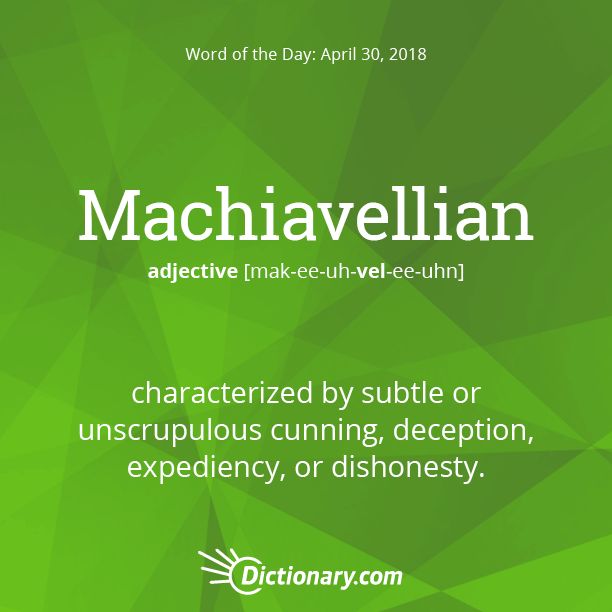 Word of the Day: April 30, 2018
Machiavellian
adjective [mak-ee-uh-vel-ee-uhn]
characterized by subtle or
unscrupulous cunning, deception,
expediency, or dishonesty.
Dictionary.com